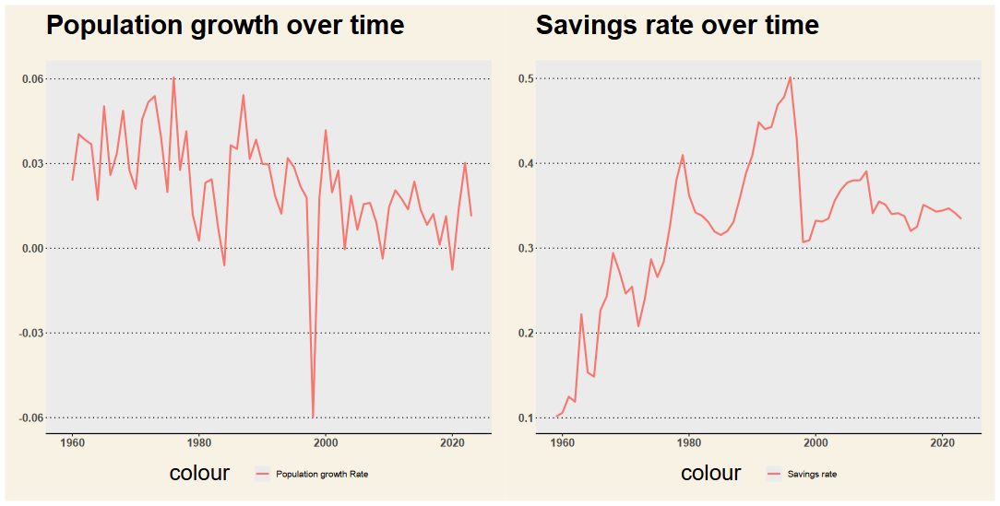 Population growth over time
0.06
0.03
0.00
-0.03
-0.06
1960 1980 2000 2020
colour Population growth Rate
Savings rate over time
0.5
0.4
0.3
0.2
0.1
1960 1980 2000 2020
colour Savings rate